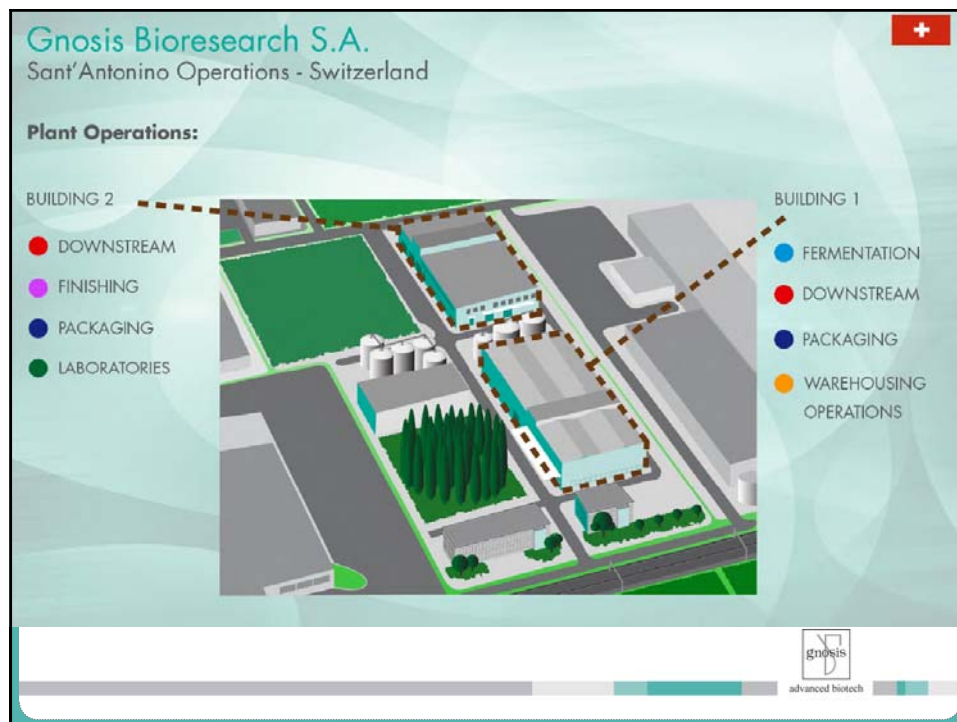 Gnosis Bioresearch S.A.
Sant'Antonino Operations - Switzerland
Plant Operations:
BUILDING 2
DOWNSTREAM
FINISHING
PACKAGING
LABORATORIES
BUILDING 1
FERMENTATION
DOWNSTREAM
PACKAGING
WAREHOUSING
OPERATIONS
gnosis
advanced biotech